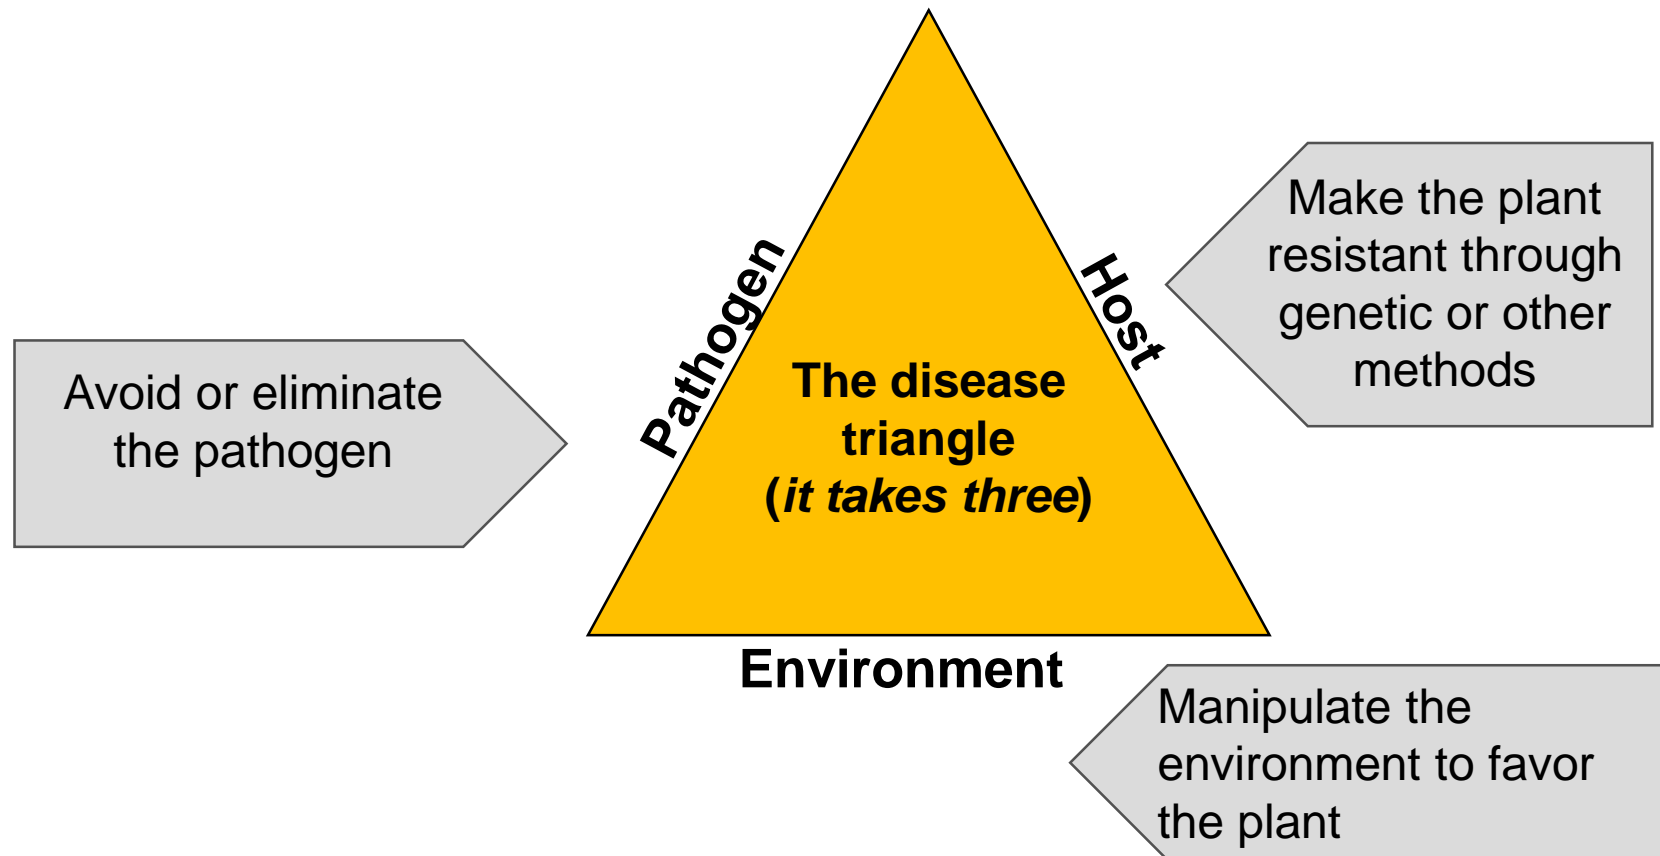 Pathogen
Host
Make the plant
resistant through
genetic or other
methods
Avoid or eliminate
the pathogen
The disease
triangle
(it takes three)
Environment
Manipulate the
environment to favor
the plant